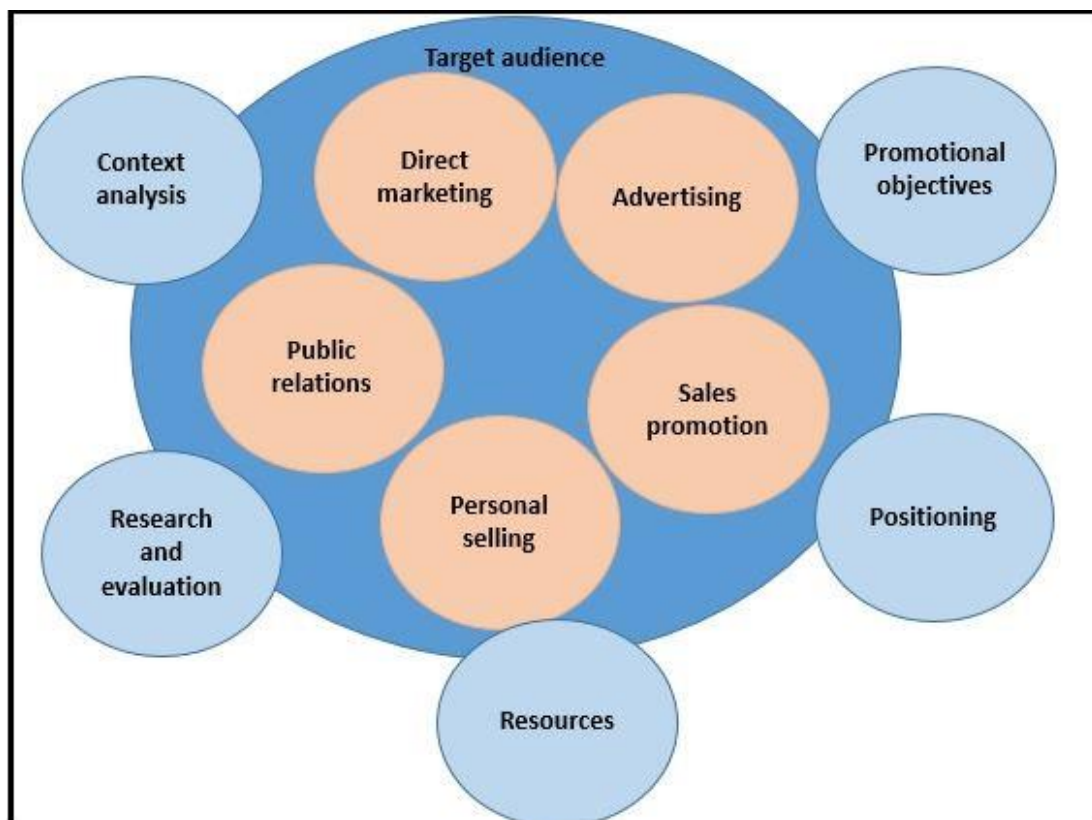 Target audience
Context
analysis
Direct
marketing
Advertising
Promotional
objectives
Public
relations
Sales
promotion
Research
and
evaluation
Personal
selling
Positioning
Resources